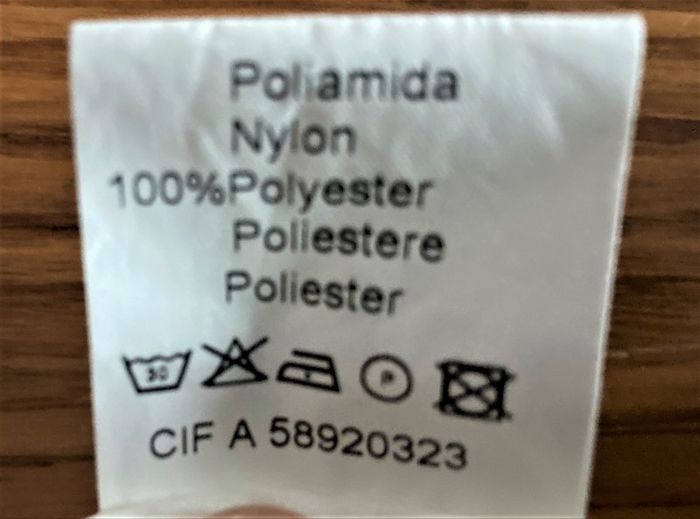 Poliamida
Nylon
100%Polyester
Poliestere
Poliester
30 P
CIF A 58920323